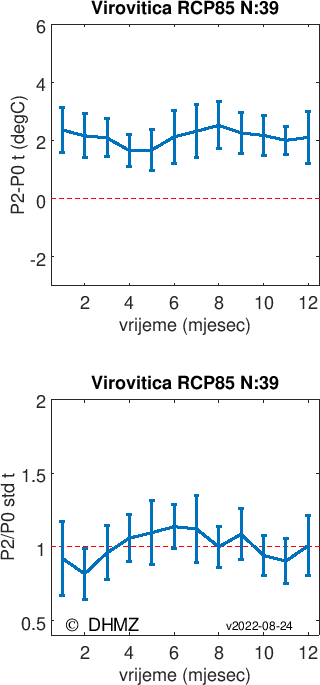 Virovitica RCP85 N:39
6
4
2
0
-2
P2-P0 t (degC)
2 4 6 8 10 12
vrijeme (mjesec)
Virovitica RCP85 N:39
2
1.5
1
0.5
P2/P0 std t
© DHMZ v2022-08-24
2 4 6 8 10 12
vrijeme (mjesec)